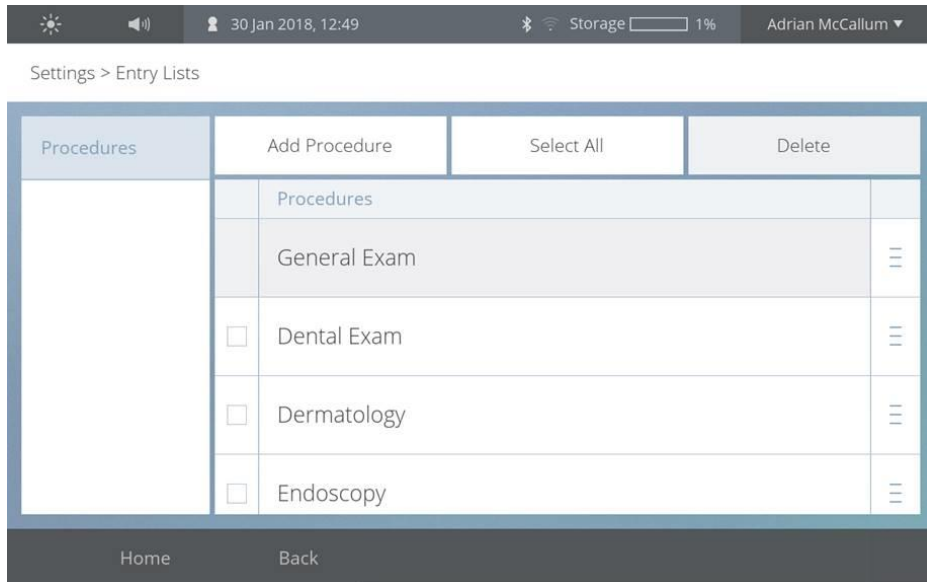 30 Jan 2018, 12:49 Storage 1% Adrian McCallum
Settings > Entry Lists
Procedures Add Procedure Select All Delete
Procedures
General Exam
Dental Exam
Dermatology
Endoscopy
Home Back